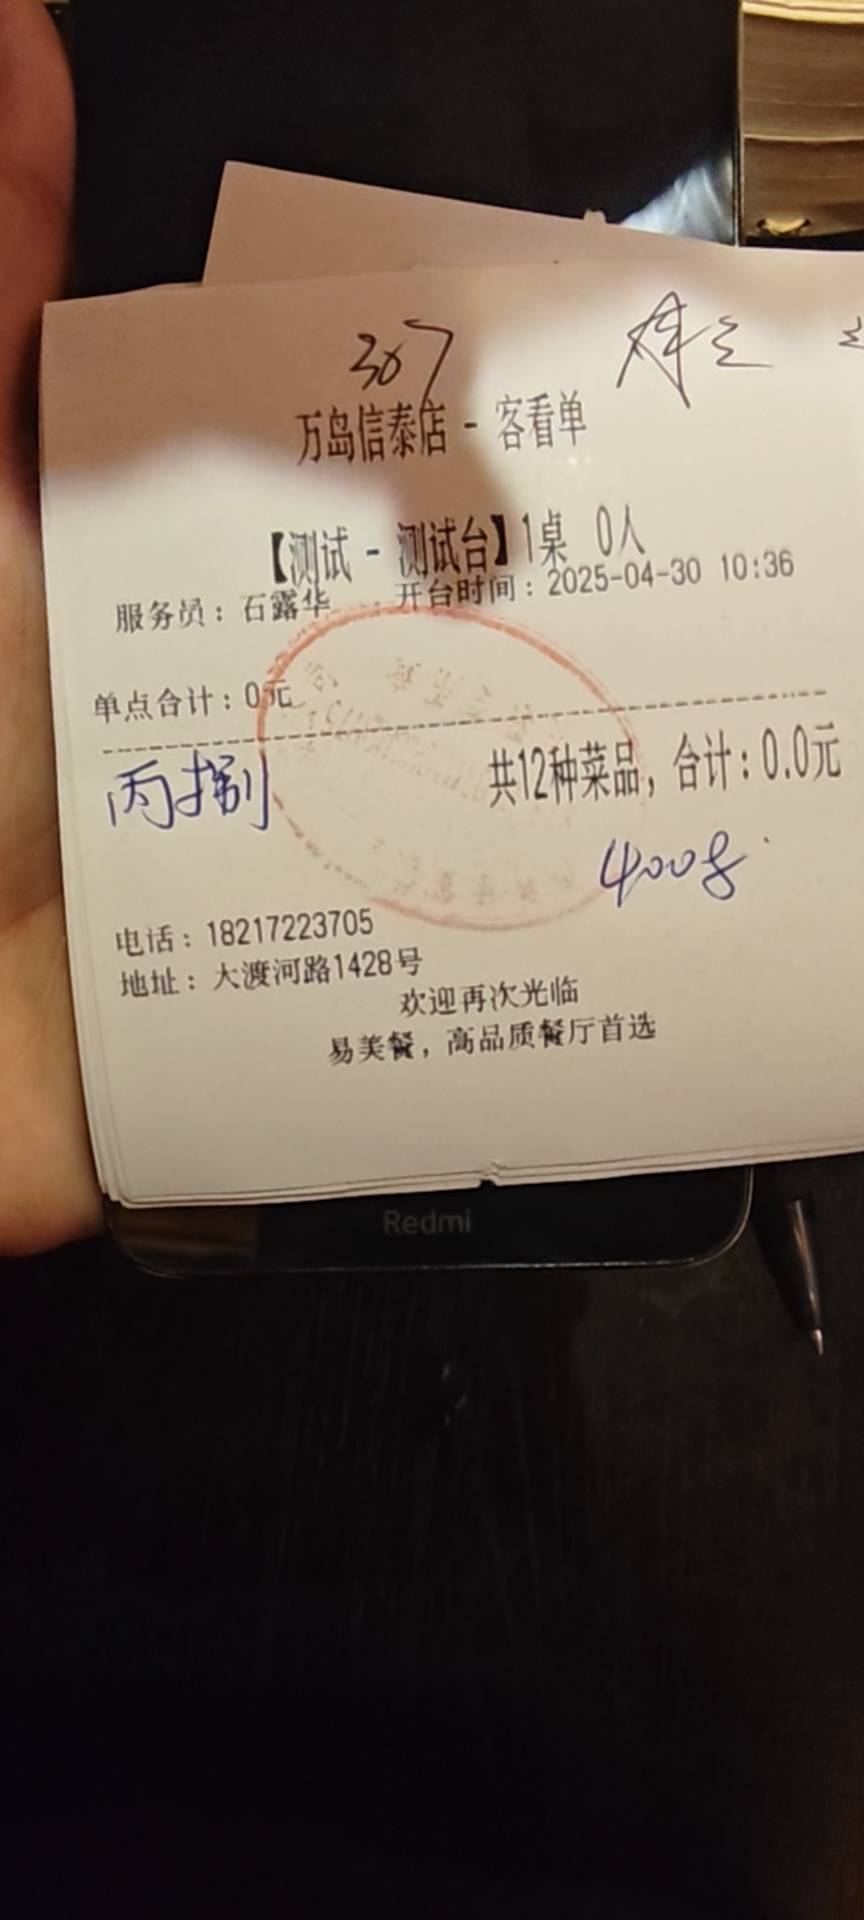 307
万岛信泰店 - 客看单
【测试 - 测试台】1桌 0人
服务员：石露华 开台时间：2025-04-30 10:36
单点合计：0元
共12种菜品，合计：0.0元
400g
电话：18217223705
地址：大渡河路1428号
欢迎再次光临
易美餐，高品质餐厅首选
Redmi